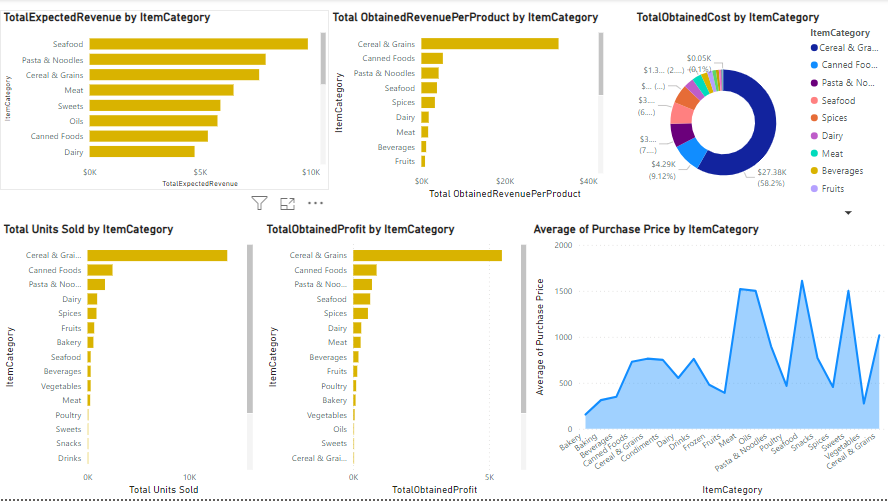 TotalExpectedRevenue by ItemCategory
ItemCategory
Seafood
Pasta & Noodles
Cereal & Grains
Meat
Sweets
Oils
Canned Foods
Dairy
$0K $5K $10K
TotalExpectedRevenue
Total ObtainedRevenuePerProduct by ItemCategory
ItemCategory
Cereal & Grains
Canned Foods
Pasta & Noodles
Seafood
Spices
Dairy
Meat
Beverages
Fruits
$0K $20K $40K
Total ObtainedRevenuePerProduct
TotalObtainedCost by ItemCategory
$0.05K
(0.1%)
$1.3... (2....)
$... (...)
$3....
(6....)
$3....
(7....)
$4.29K
(9.12%)
$27.38K
(58.2%)
ItemCategory
Cereal & Gra...
Canned Foo...
Pasta & No...
Seafood
Spices
Dairy
Meat
Beverages
Fruits
Total Units Sold by ItemCategory
ItemCategory
Cereal & Grai...
Canned Foods
Pasta & Noo...
Dairy
Spices
Fruits
Bakery
Seafood
Beverages
Vegetables
Meat
Poultry
Sweets
Snacks
Drinks
0K 10K
Total Units Sold
TotalObtainedProfit by ItemCategory
ItemCategory
Cereal & Grains
Canned Foods
Pasta & Noo...
Seafood
Spices
Dairy
Meat
Beverages
Fruits
Poultry
Bakery
Vegetables
Oils
Sweets
Cereal & Grai...
0K 5K
TotalObtainedProfit
Average of Purchase Price by ItemCategory
Average of Purchase Price
2000
1500
1000
500
0
Bakery
Baking
Beverages
Canned Foods
Cereal & Grains
Condiments
Dairy
Drinks
Frozen
Fruits
Meat
Oils
Pasta & Noodles
Poultry
Seafood
Snacks
Spices
Sweets
Vegetables
Cereal & Grains
ItemCategory